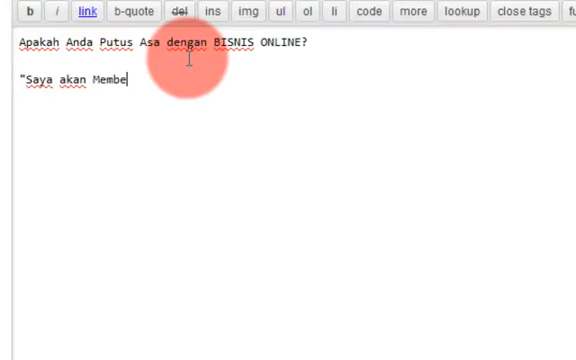 b i link b-quote del ins img ul ol li code more lookup close tags
Apakah Anda Putus Asa dengan BISNIS ONLINE?
"Saya akan Membe